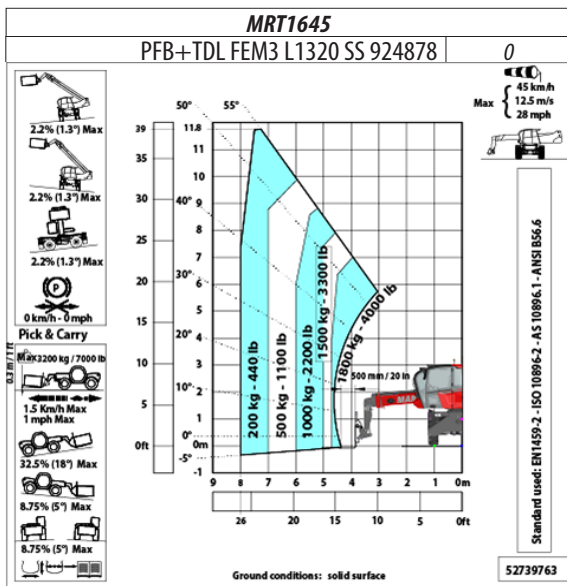 MRT1645
PFB+TDL FEM3 L1320 SS 924878 0
2.2% (1.3°) Max
2.2% (1.3°) Max
2.2% (1.3°) Max
P
0 km/h - 0 mph
Pick & Carry
0.3 m / 1 ft
Max 3200 kg / 7000 lb
1.5 Km/h Max
1 mph Max
32.5% (18°) Max
8.75% (5°) Max
8.75% (5°) Max
Max
45 km/h
12.5 m/s
28 mph
50° 55°
40°
30°
20°
10°
0°
-5°
39
35
30
25
20
15
10
5
0ft
11.8
11
10
9
8
7
6
5
4
3
2
1
0m
-1
200 kg - 440 lb
500 kg - 1100 lb
1000 kg - 2200 lb
1500 kg - 3300 lb
1800 kg - 4000 lb
500 mm / 20 in
MAN
9 8 7 6 5 4 3 2 1 0m
26 20 15 10 5 0ft
Ground conditions: solid surface
Standard used: EN1459-2 - ISO 10896-2 - AS 10896.1 - ANSI B56.6
52739763